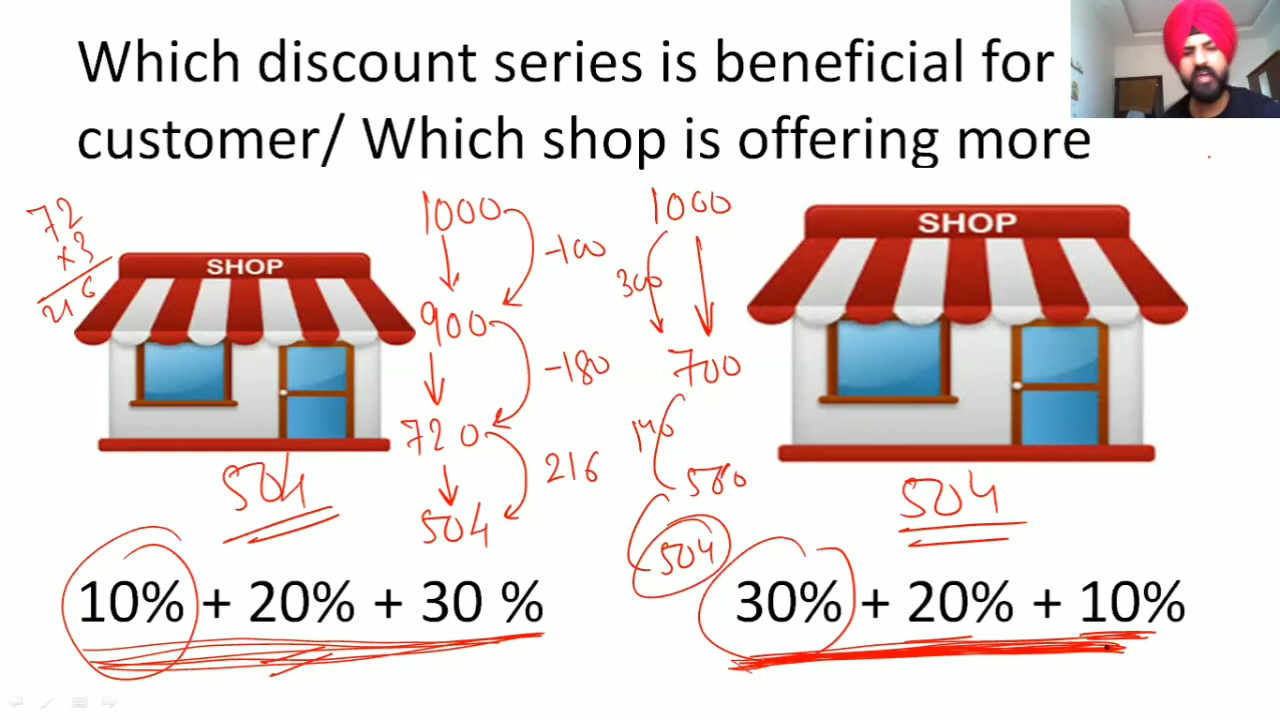 Which discount series is beneficial for
customer/ Which shop is offering more
72
x3
216
SHOP
1000
-100
900
-180
720
216
504
504
1000
300
700
140
560
504
SHOP
504
10% + 20% + 30 %
30% + 20% + 10%